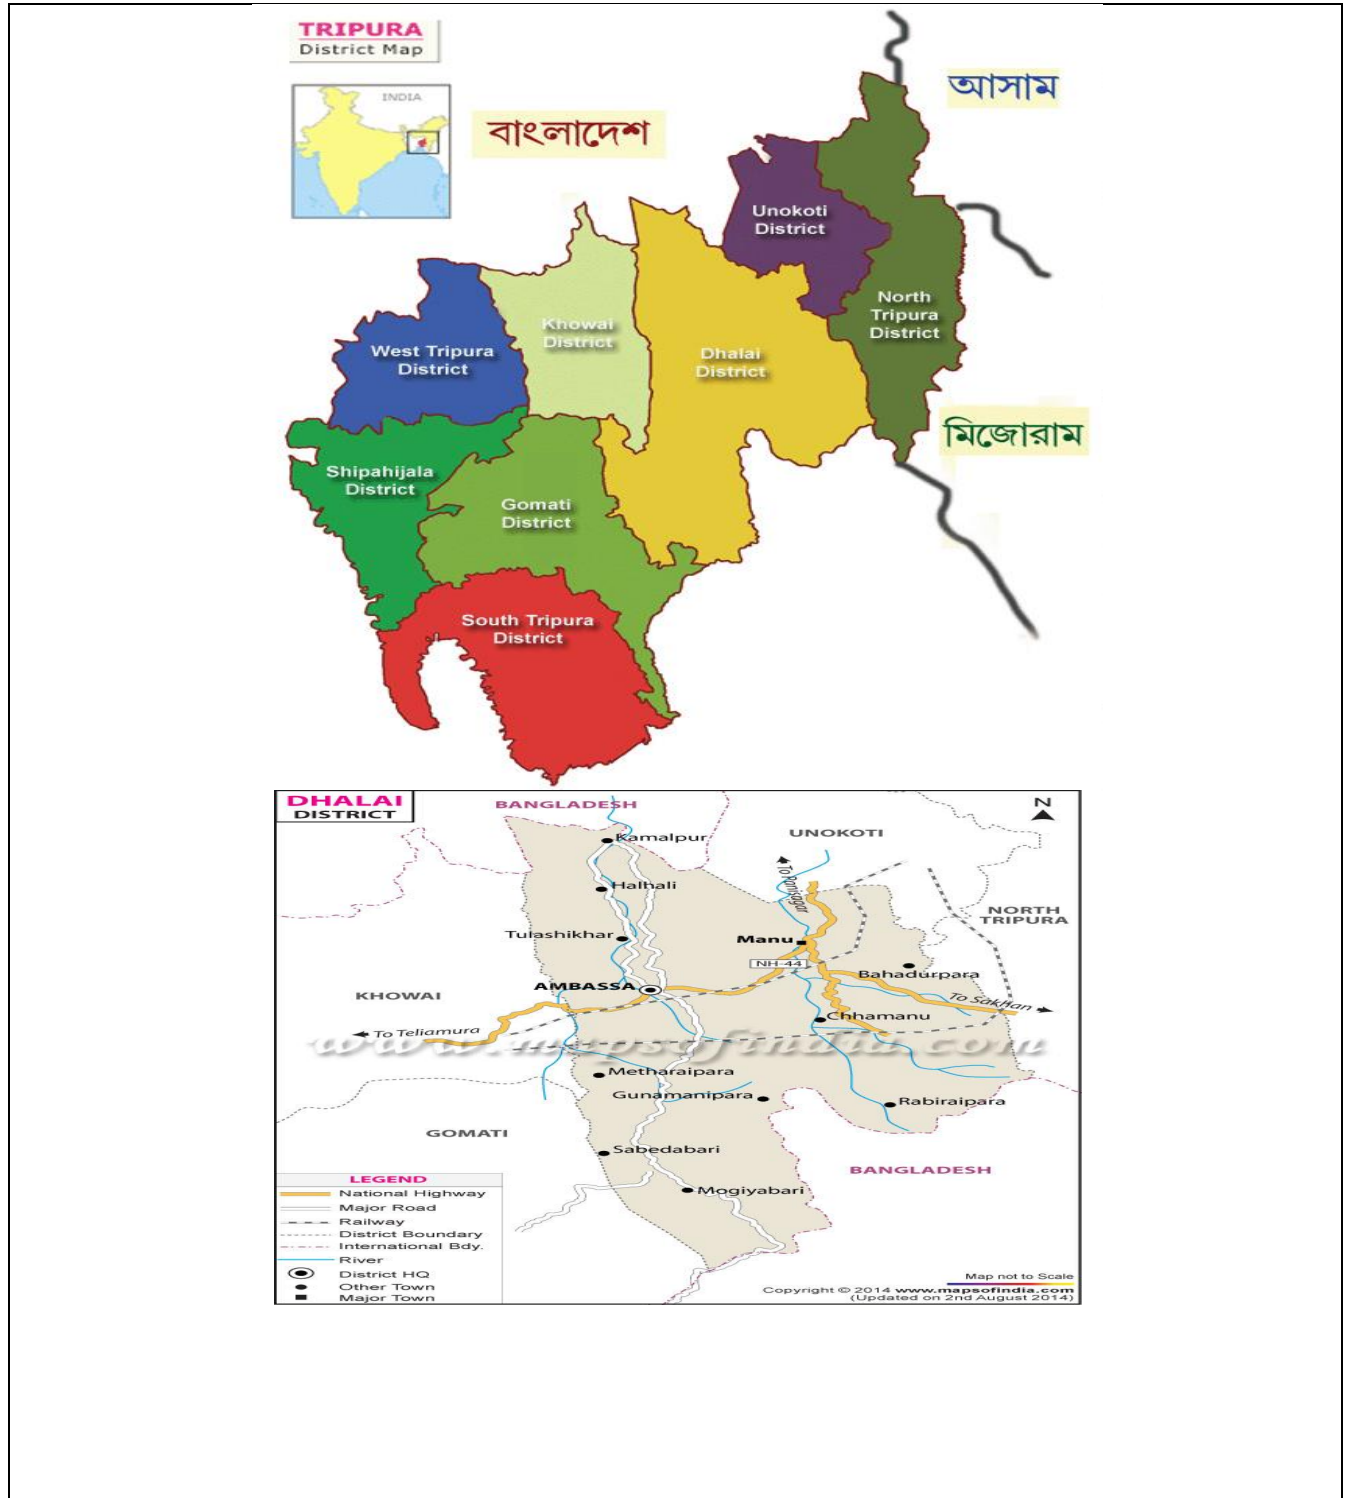 TRIPURA
District Map
INDIA
বাংলাদেশ
আসাম
Unokoti
District
North
Tripura
District
Khowai
District
West Tripura
District
Dhalai
District
মিজোরাম
Shipahijala
District
Gomati
District
South Tripura
District
DHALAI
DISTRICT
BANGLADESH
N
UNOKOTI
Kamalpur
To Panisagar
Halhali
NORTH
TRIPURA
Tulashikhar
Manu
NH-44
Bahadurpara
AMBASSA
KHOWAI
To Sakhan
Chhamanu
To Teliamura
www.mapsofindia.com
Metharaipara
Gunamanipara
Rabiraipara
GOMATI
Sabedabari
BANGLADESH
Mogiyabari
LEGEND
National Highway
Major Road
Railway
District Boundary
International Bdy.
River
District HQ
Other Town
Major Town
Map not to Scale
Copyright © 2014 www.mapsofindia.com
(Updated on 2nd August 2014)